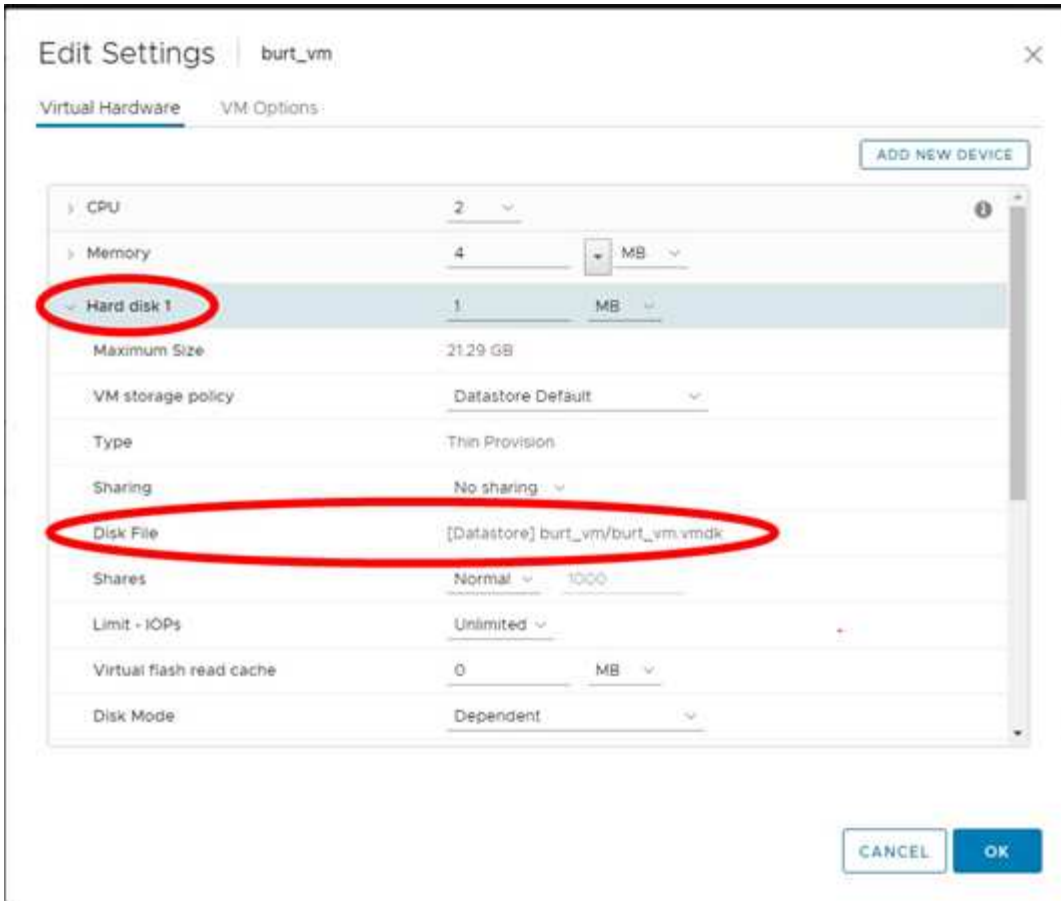 Edit Settings burt_vm
Virtual Hardware VM Options
ADD NEW DEVICE
CPU 2
Memory 4 MB
Hard disk 1 1 MB
Maximum Size 21.29 GB
VM storage policy Datastore Default
Type Thin Provision
Sharing No sharing
Disk File [Datastore] burt_vm/burt_vm.vmdk
Shares Normal 1000
Limit - IOPs Unlimited
Virtual flash read cache 0 MB
Disk Mode Dependent
CANCEL OK